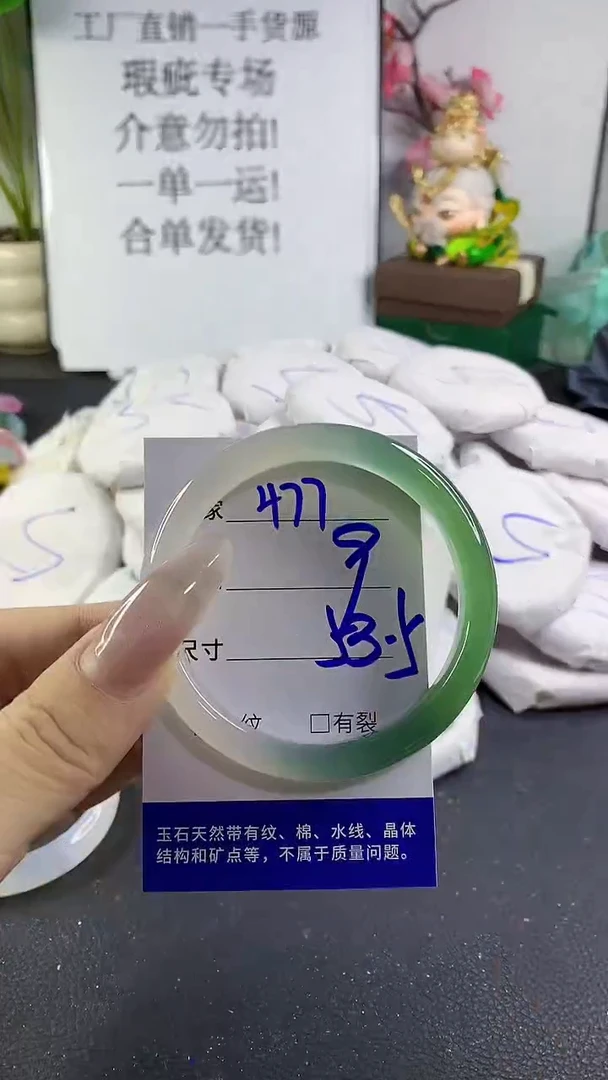 工厂直销一手货源
瑕疵专场
介意勿拍!
一单一运!
合单发货!
家 477
9
尺寸 53.5
纹 □有裂
玉石天然带有纹、棉、水线、晶体
结构和矿点等，不属于质量问题。
5
5